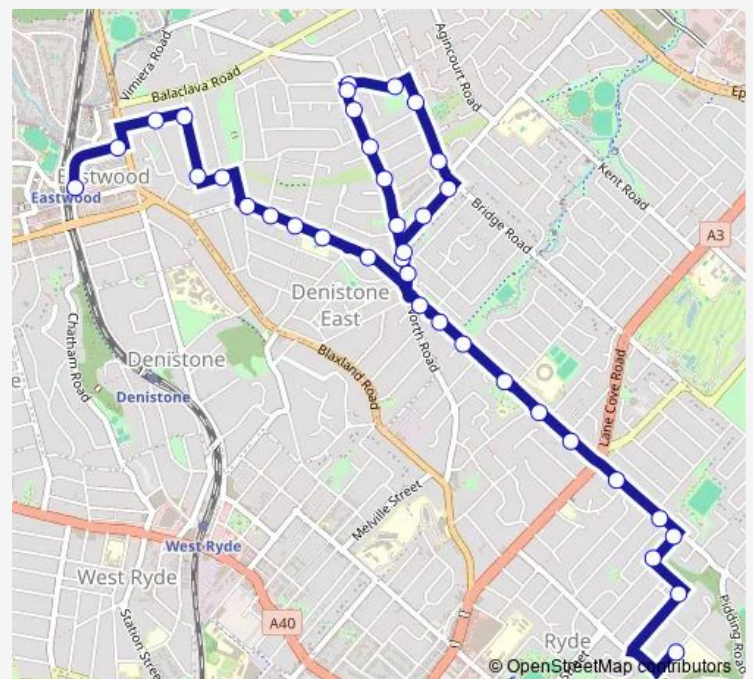 Vimiera Road
Agincourt Road
Balaclava Road
Ep
Eastwood
Eastwood
Kent Road
Bridge Road
A3
Denistone
East
North Road
Chatham Road
Denistone
Denistone
Blaxland Road
Lane Cove Road
e
Melville Street
West Ryde
West Ryde
A40
Station Stree
Ryde
Pidding Road
Street
© OpenStreetMap contributors